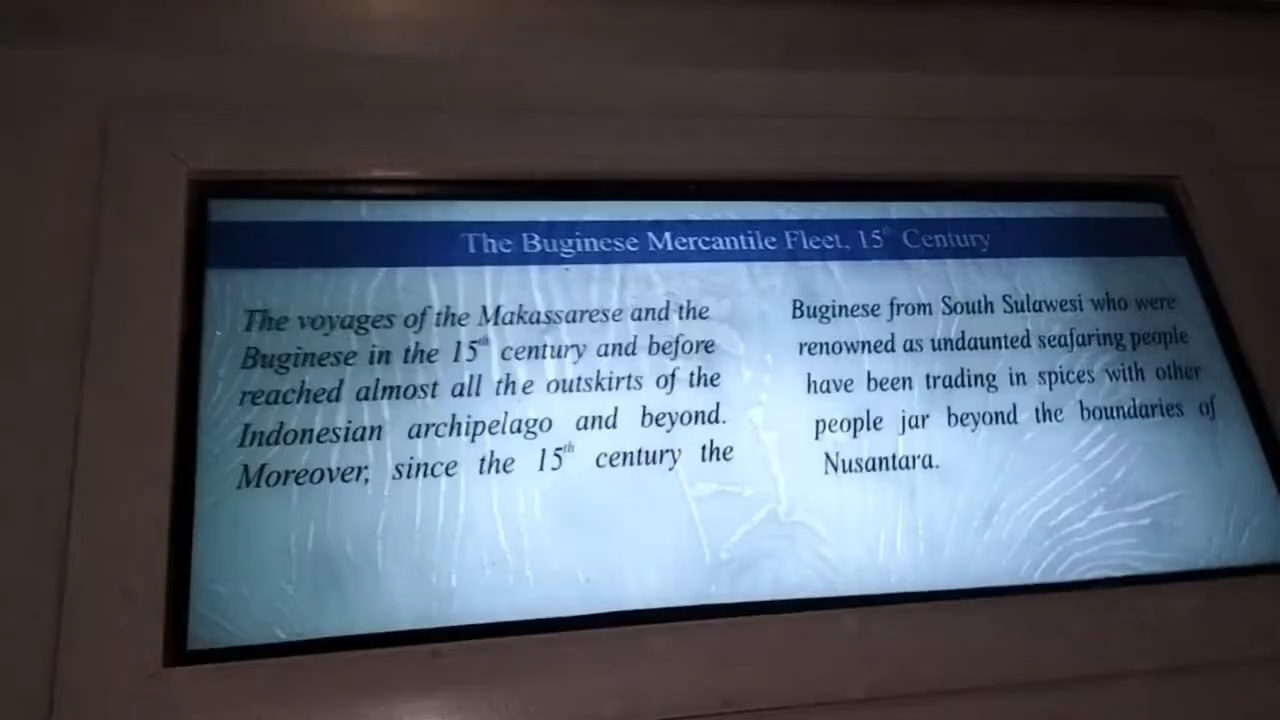 The Buginese Mercantile Fleet, 15th Century
The voyages of the Makassarese and the
Buginese in the 15th century and before
reached almost all the outskirts of the
Indonesian archipelago and beyond.
Moreover, since the 15th century the
Buginese from South Sulawesi who were
renowned as undaunted seafaring people
have been trading in spices with other
people jar beyond the boundaries of
Nusantara.